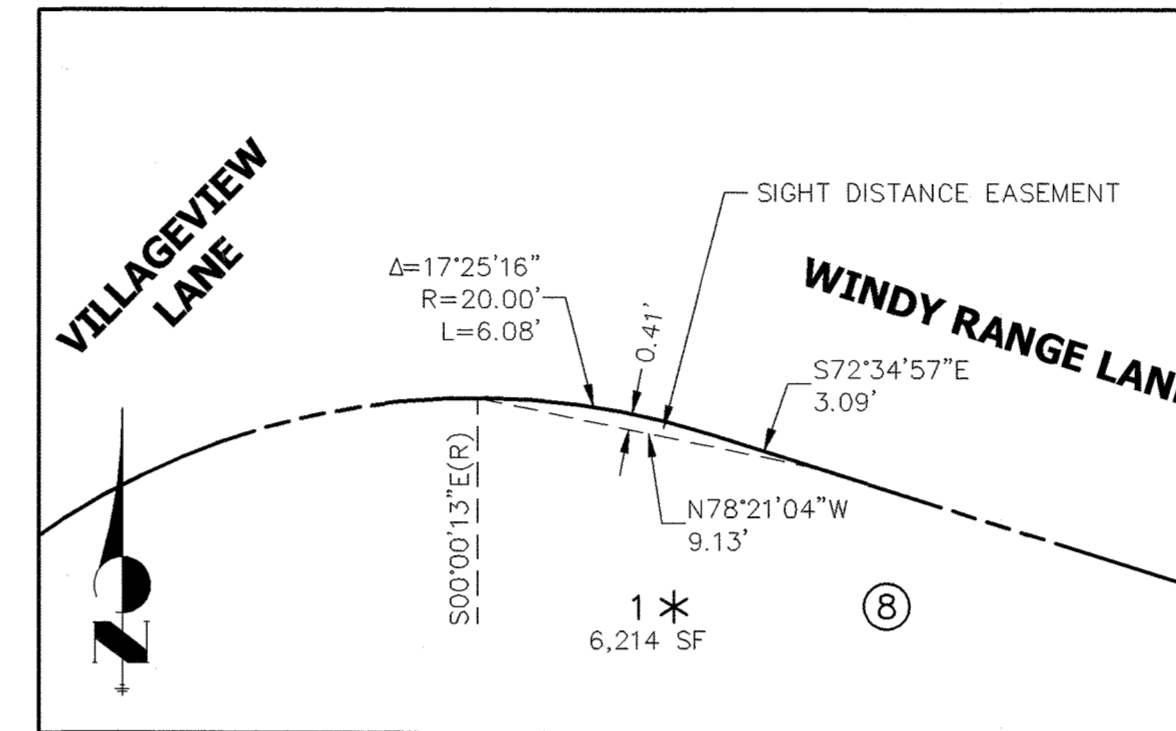 VILLAGEVIEW
LANE
SIGHT DISTANCE EASEMENT
Δ=17°25'16"
R=20.00'
L=6.08'
0.41'
WINDY RANGE LAN
S72°34'57"E
3.09'
S00°00'13"E(R)
N78°21'04"W
9.13'
1 *
6,214 SF
8
N